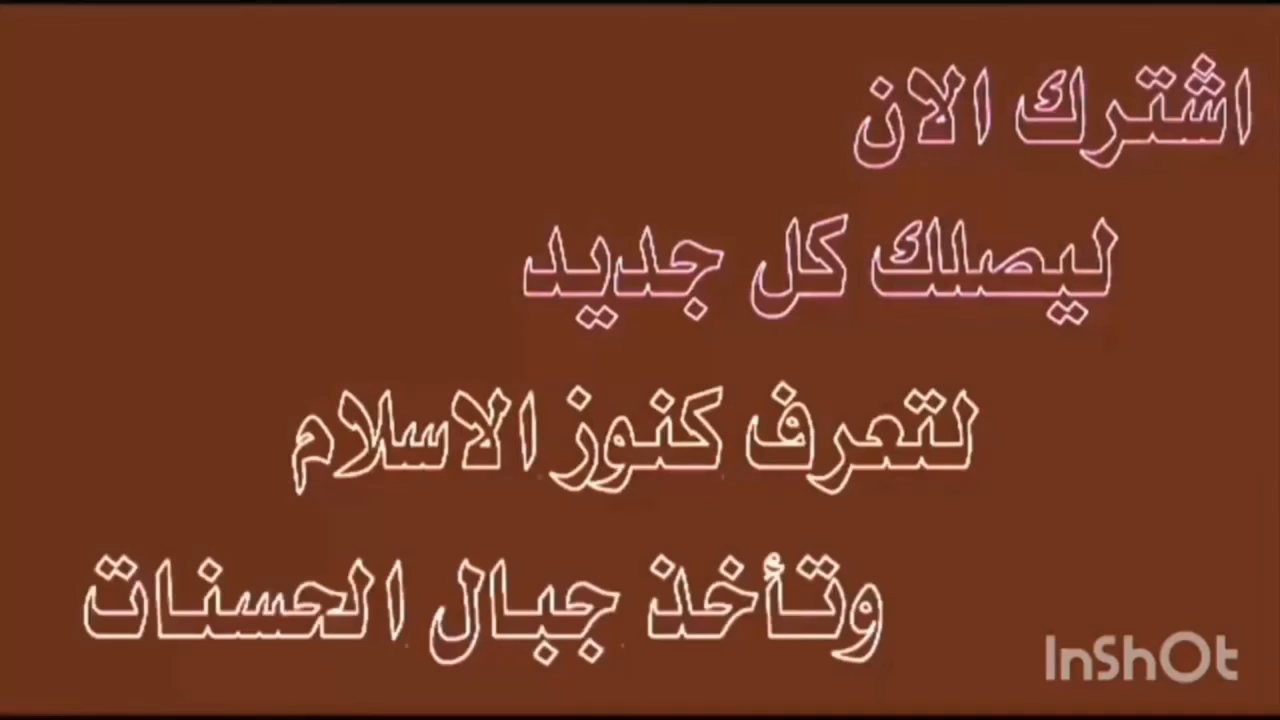 اشترك الان
ليصلك كل جديد
لتعرف كنوز الاسلام
وتأخذ جبال الحسنات
InShOt